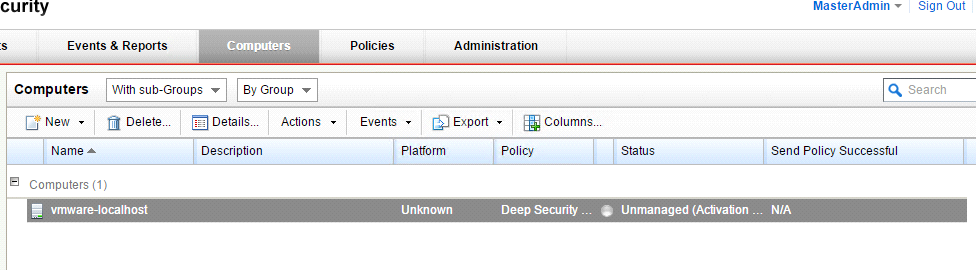 curity
MasterAdmin Sign Out
ts Events & Reports Computers Policies Administration
Computers With sub-Groups By Group Search
New Delete... Details... Actions Events Export Columns...
Name Description Platform Policy Status Send Policy Successful
Computers (1)
vmware-localhost Unknown Deep Security ... Unmanaged (Activation ... N/A